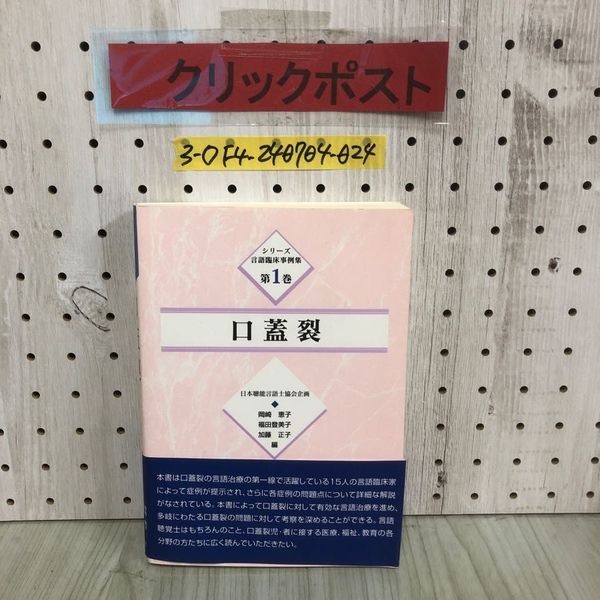 クリックポスト
3-OF4-240704-024
シリーズ
言語臨床事例集
第1巻
口蓋裂
日本聴能言語士協会企画
◆
岡崎 恵子
福田登美子
加藤 正子
編
本書は口蓋裂の言語治療の第一線で活躍している15人の言語臨床家
によって症例が提示され、さらに各症例の問題点について詳細な解説
がなされている。本書によって口蓋裂に対して有効な言語治療を進め、
多岐にわたる口蓋裂の問題に対して考察を深めることができる。言語
聴覚士はもちろんのこと、口蓋裂児・者に接する医療、福祉、教育の各
分野の方たちに広く読んでいただきたい。